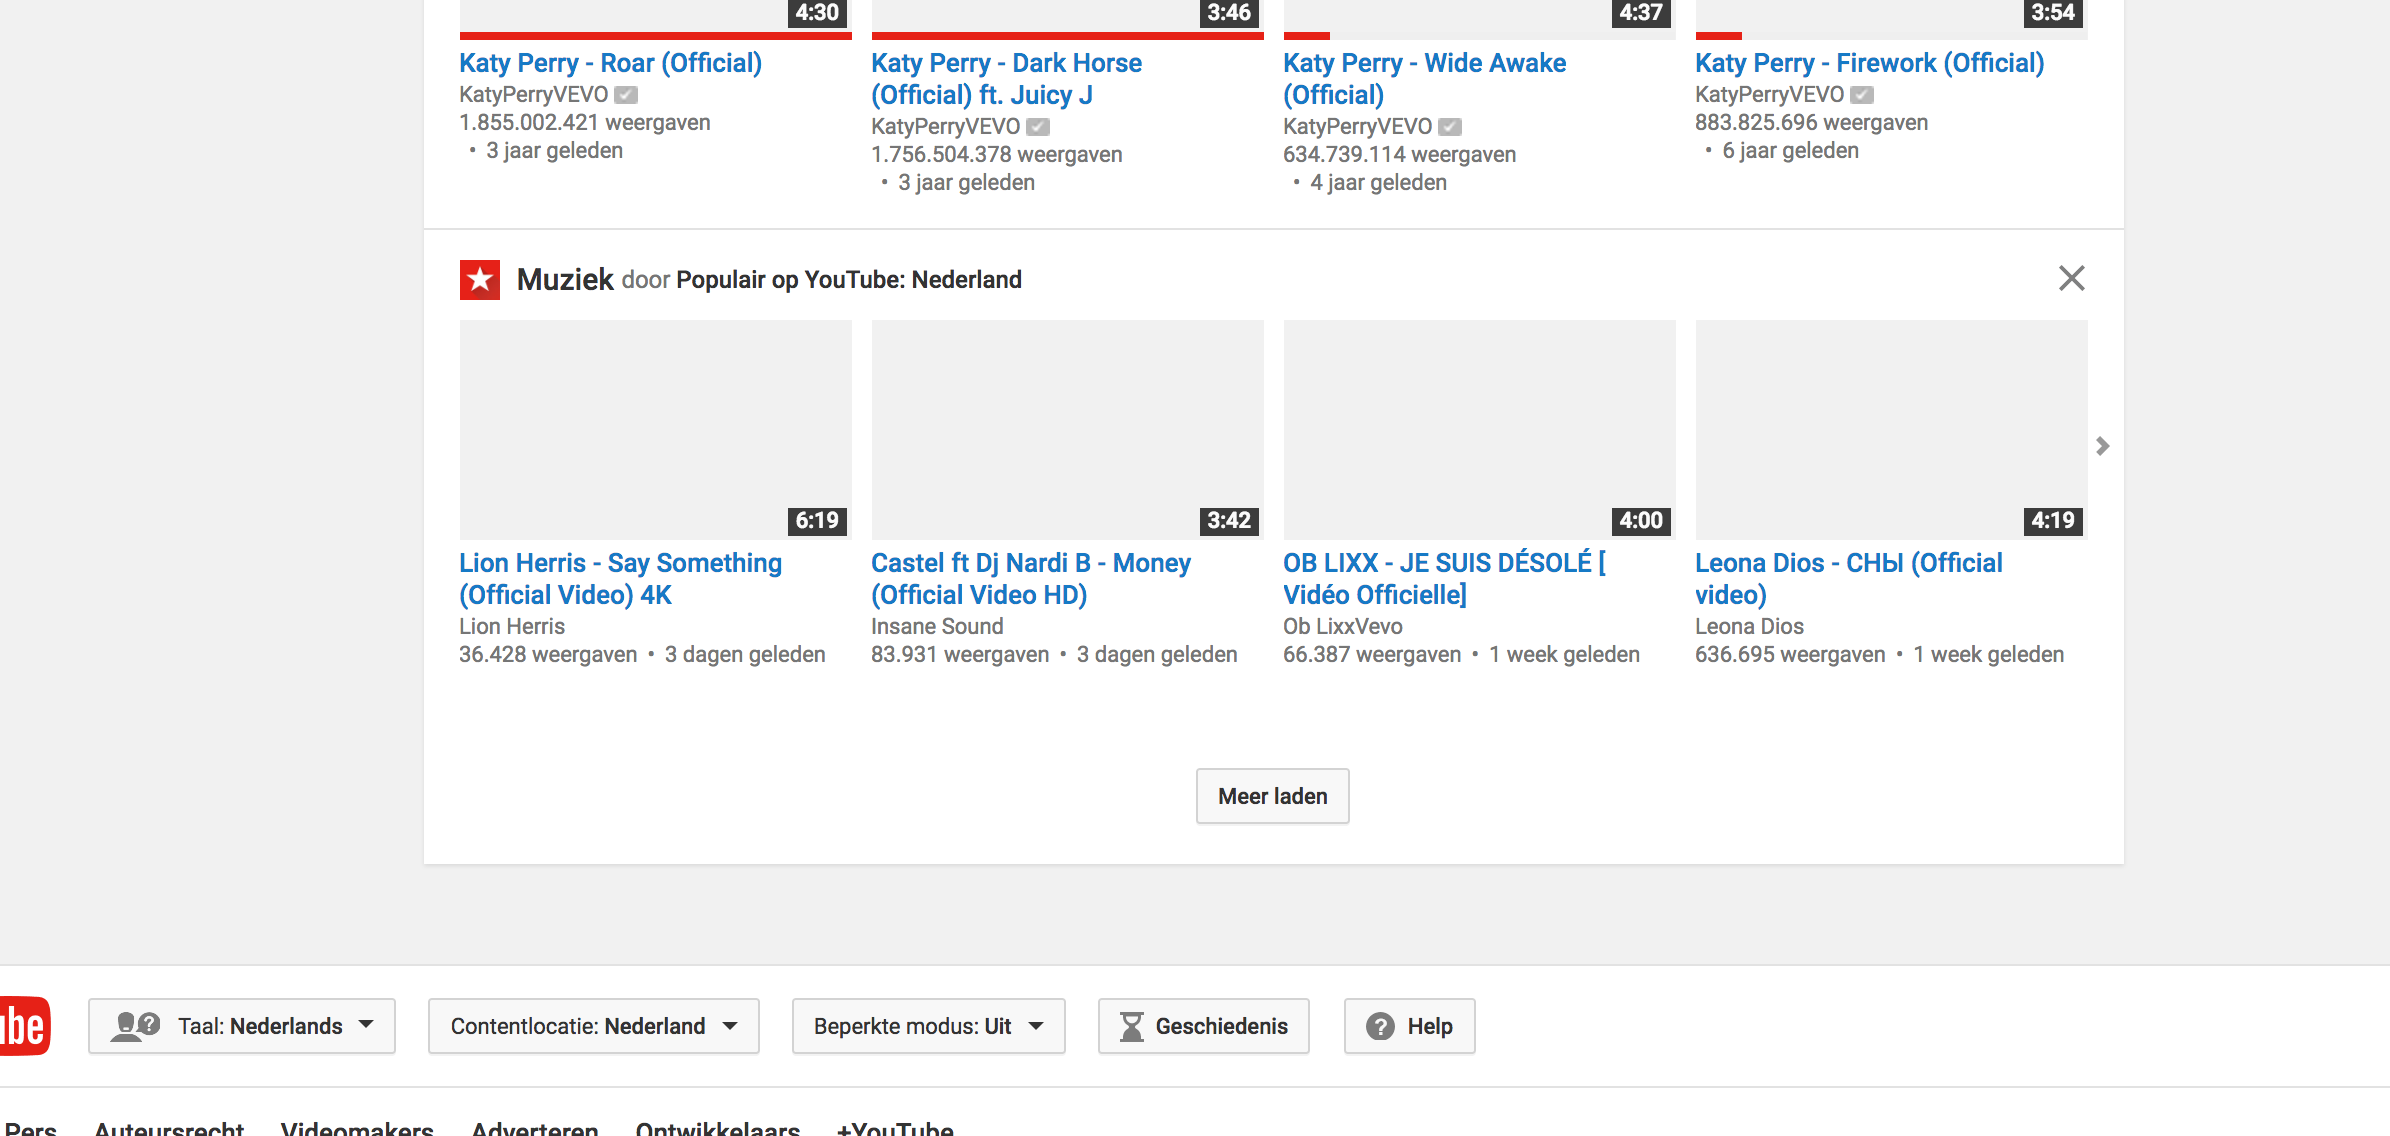 4:30 3:46 4:37 3:54
Katy Perry - Roar (Official)
KatyPerryVEVO
1.855.002.421 weergaven
• 3 jaar geleden
Katy Perry - Dark Horse
(Official) ft. Juicy J
KatyPerryVEVO
1.756.504.378 weergaven
• 3 jaar geleden
Katy Perry - Wide Awake
(Official)
KatyPerryVEVO
634.739.114 weergaven
• 4 jaar geleden
Katy Perry - Firework (Official)
KatyPerryVEVO
883.825.696 weergaven
• 6 jaar geleden
Muziek door Populair op YouTube: Nederland
6:19
Lion Herris - Say Something
(Official Video) 4K
Lion Herris
36.428 weergaven • 3 dagen geleden
3:42
Castel ft Dj Nardi B - Money
(Official Video HD)
Insane Sound
83.931 weergaven • 3 dagen geleden
4:00
OB LIXX - JE SUIS DÉSOLÉ [
Vidéo Officielle]
Ob LixxVevo
66.387 weergaven • 1 week geleden
4:19
Leona Dios - СНЫ (Official
video)
Leona Dios
636.695 weergaven • 1 week geleden
Meer laden
be Taal: Nederlands Contentlocatie: Nederland Beperkte modus: Uit Geschiedenis Help
Pers Auteursrecht Videomakers Adverteren Ontwikkelaars +YouTube